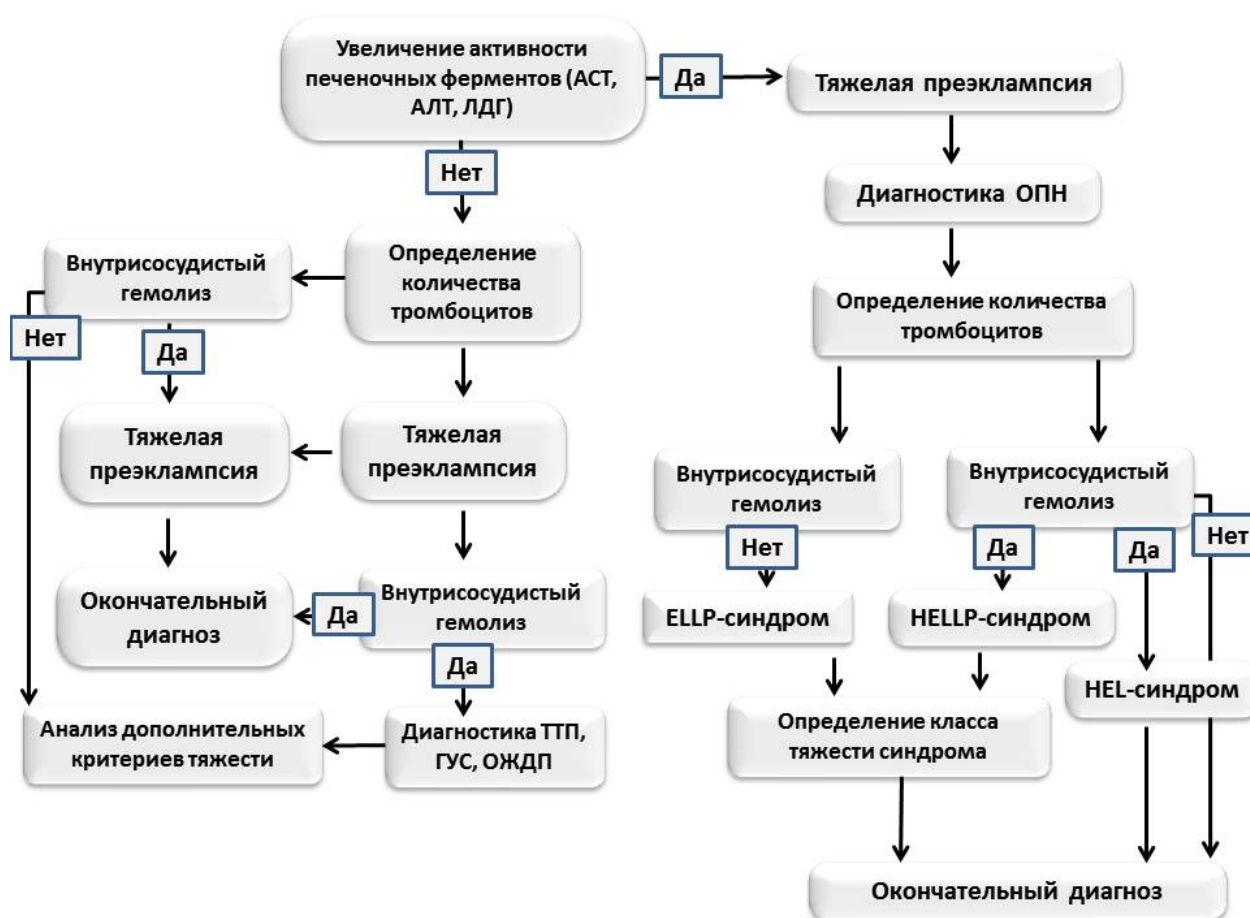 Увеличение активности
печеночных ферментов (АСТ,
АЛТ, ЛДГ)
Да
Тяжелая преэклампсия
Нет
Диагностика ОПН
Внутрисосудистый
гемолиз
Определение
количества
тромбоцитов
Определение количества
тромбоцитов
Нет
Да
Тяжелая
преэклампсия
Тяжелая
преэклампсия
Внутрисосудистый
гемолиз
Внутрисосудистый
гемолиз
Нет
Да
Да
Нет
Окончательный
диагноз
Да
Внутрисосудистый
гемолиз
Да
ELLP-синдром
HELLP-синдром
HEL-синдром
Анализ дополнительных
критериев тяжести
Диагностика ТТП,
ГУС, ОЖДП
Определение класса
тяжести синдрома
Окончательный диагноз